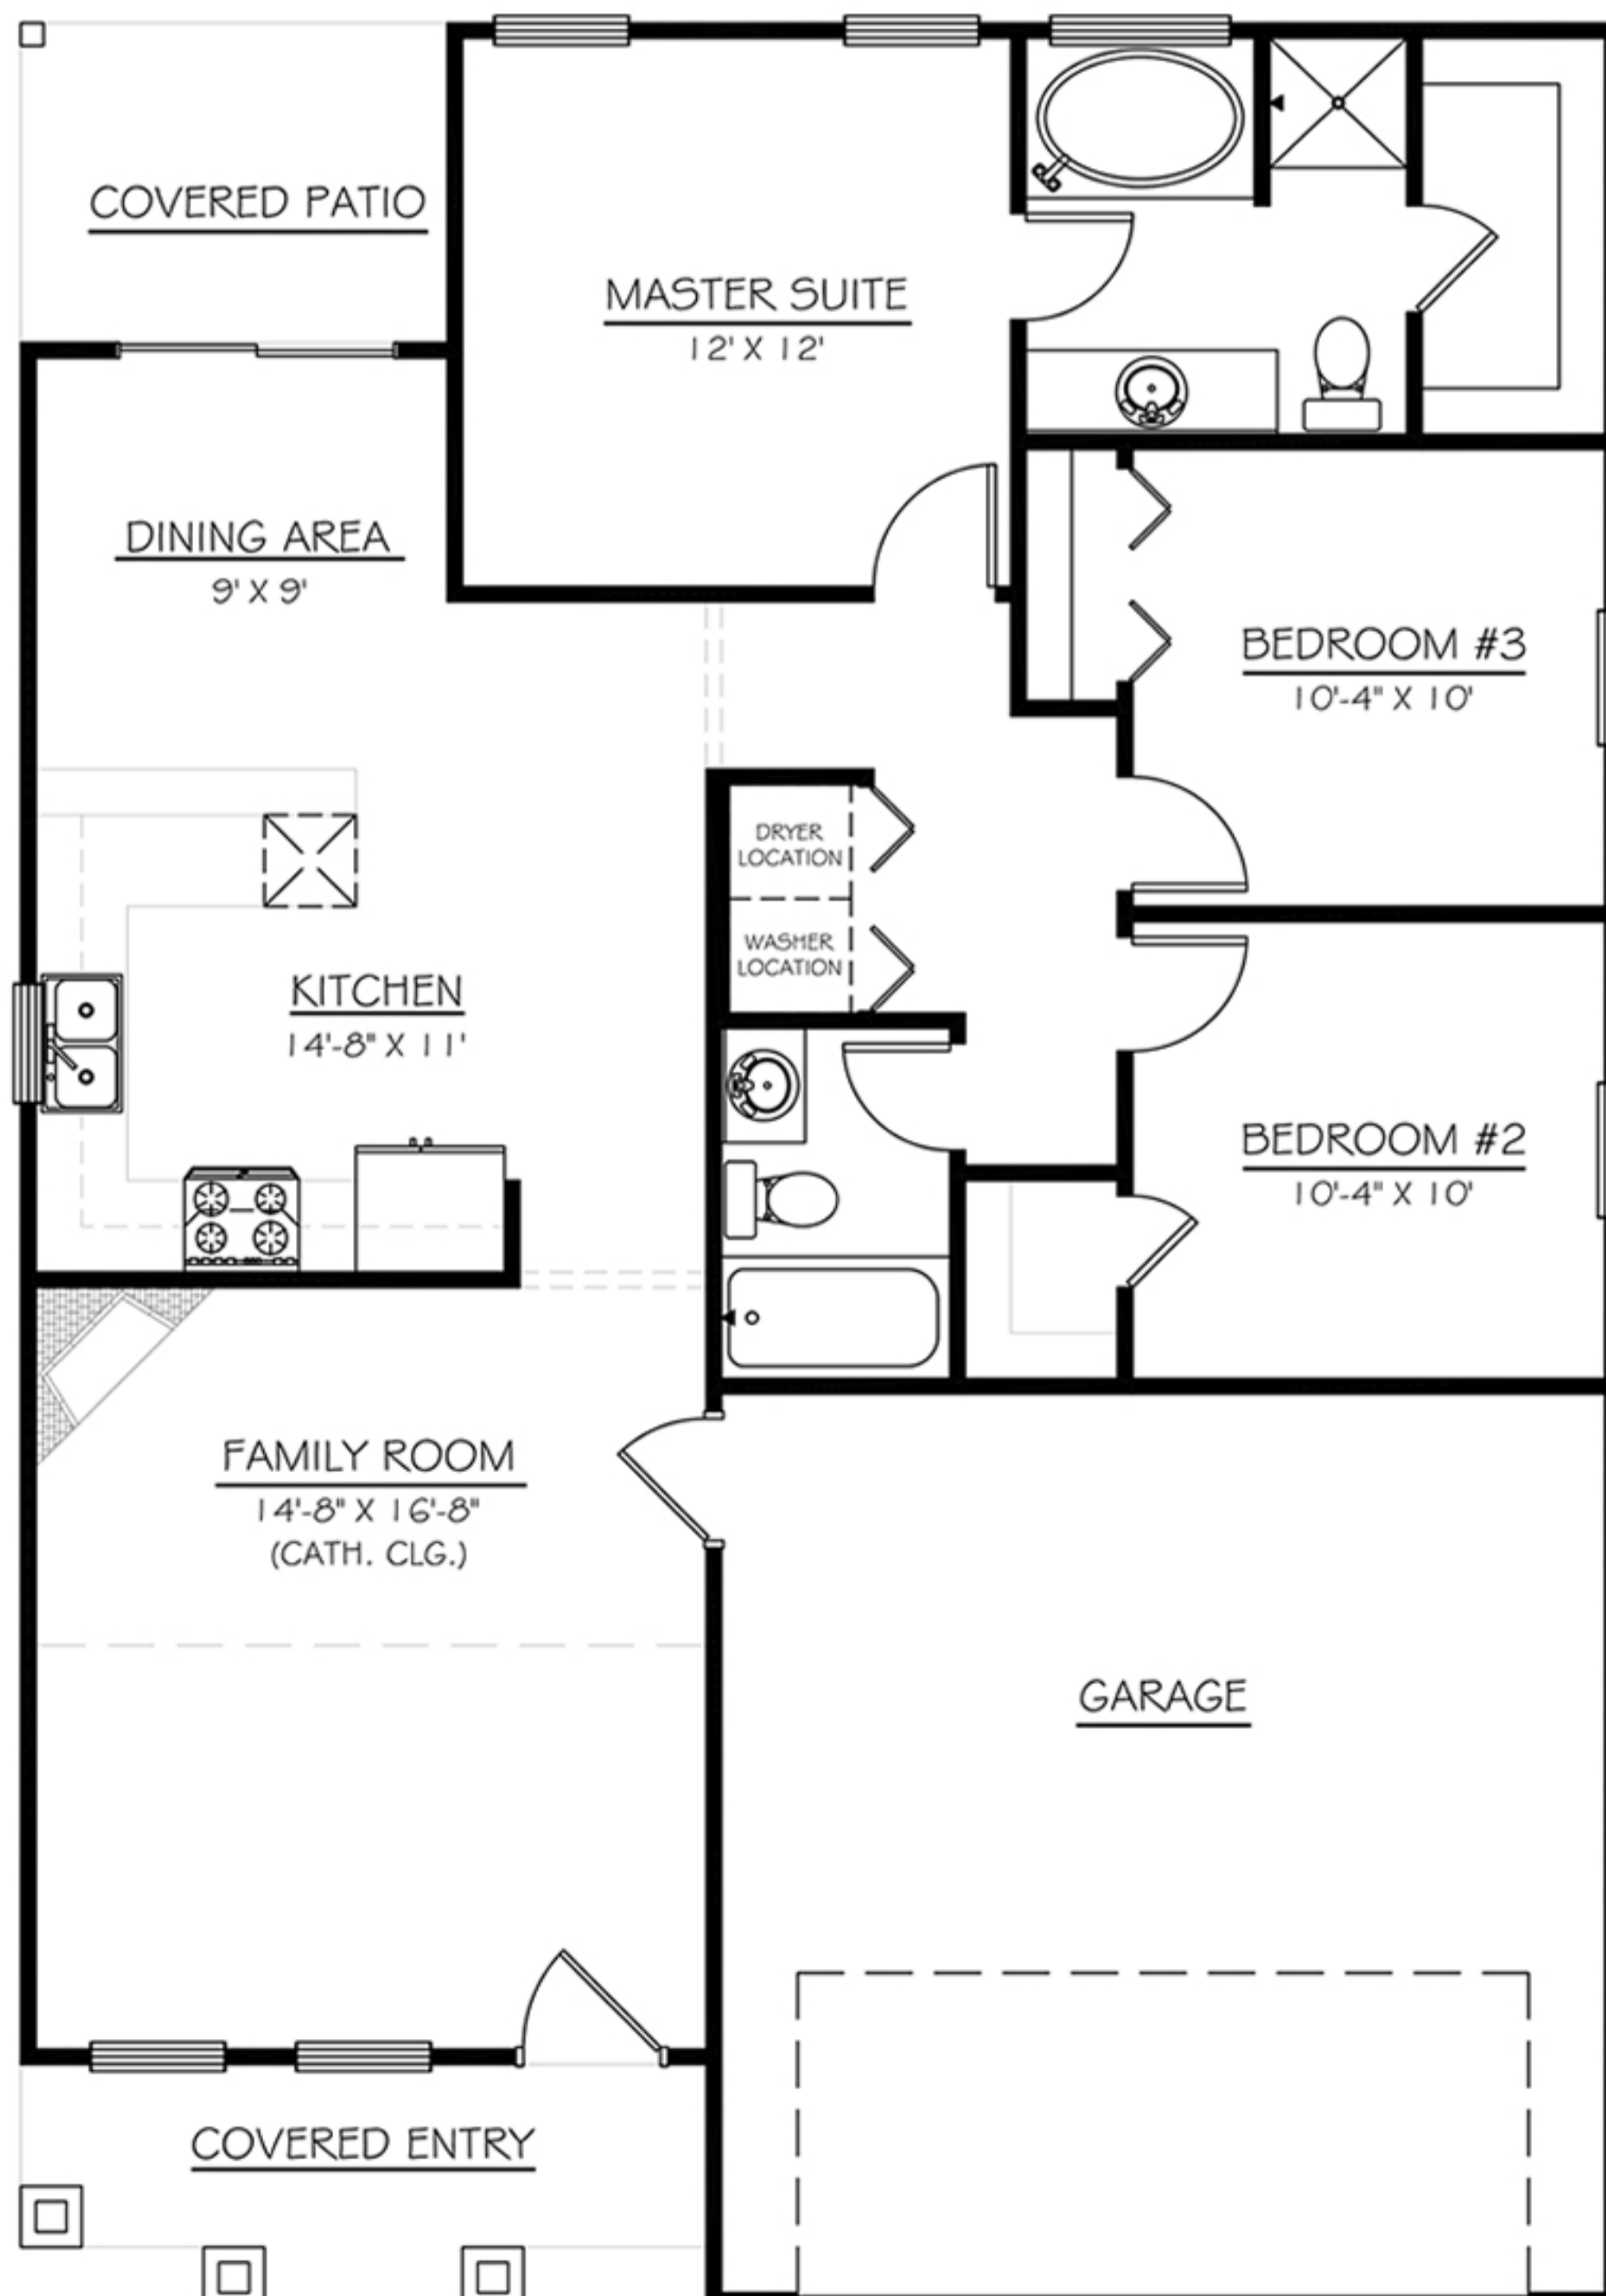 COVERED PATIO
MASTER SUITE
12' X 12'
DINING AREA
9' X 9'
BEDROOM #3
10'-4" X 10'
DRYER
LOCATION
WASHER
LOCATION
KITCHEN
14'-8" X 11'
BEDROOM #2
10'-4" X 10'
FAMILY ROOM
14'-8" X 16'-8"
(CATH. CLG.)
GARAGE
COVERED ENTRY